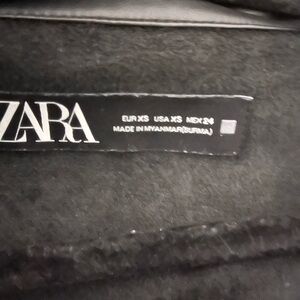 ZARA
EUR XS USA XS MEX 24
MADE IN MYANMAR(BURMA)